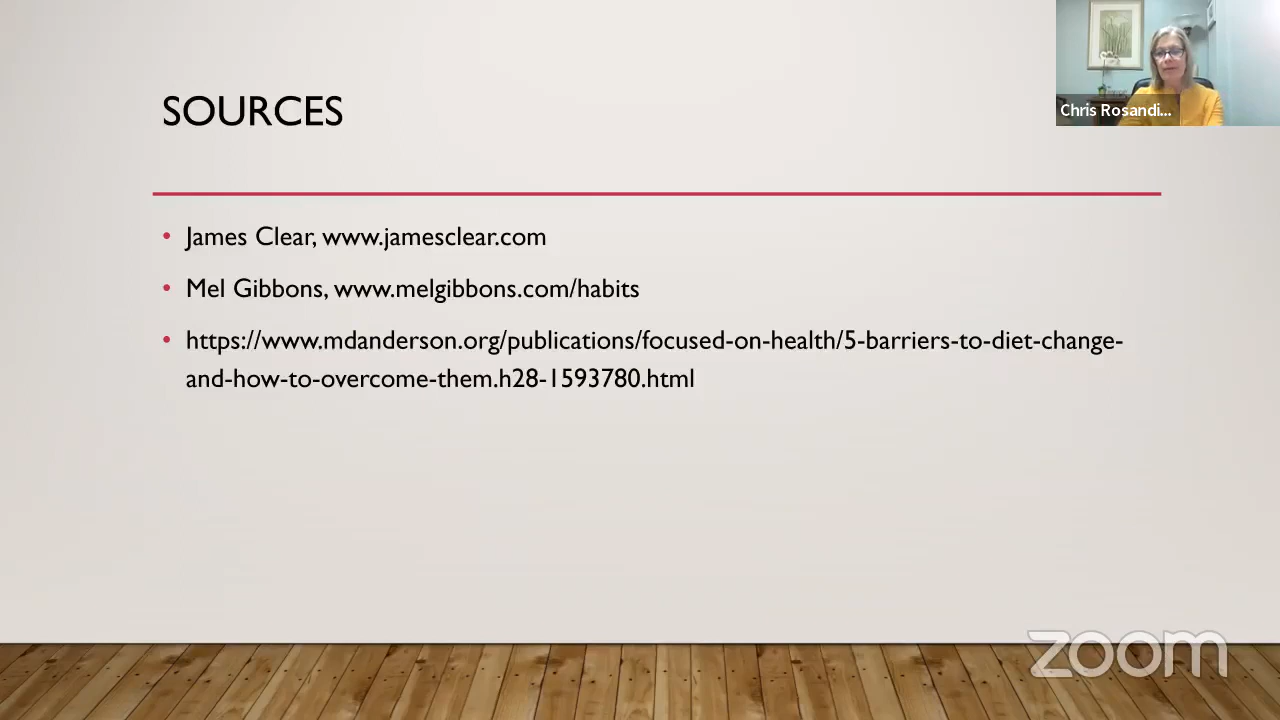 Chris Rosandi...
SOURCES
• James Clear, www.jamesclear.com
• Mel Gibbons, www.melgibbons.com/habits
• https://www.mdanderson.org/publications/focused-on-health/5-barriers-to-diet-change-
and-how-to-overcome-them.h28-1593780.html
zoom